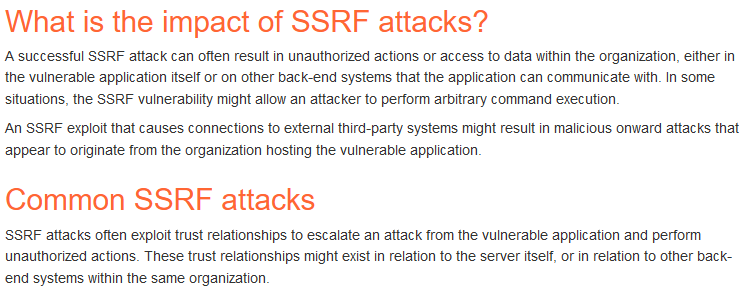 What is the impact of SSRF attacks?
A successful SSRF attack can often result in unauthorized actions or access to data within the organization, either in
the vulnerable application itself or on other back-end systems that the application can communicate with. In some
situations, the SSRF vulnerability might allow an attacker to perform arbitrary command execution.
An SSRF exploit that causes connections to external third-party systems might result in malicious onward attacks that
appear to originate from the organization hosting the vulnerable application.
Common SSRF attacks
SSRF attacks often exploit trust relationships to escalate an attack from the vulnerable application and perform
unauthorized actions. These trust relationships might exist in relation to the server itself, or in relation to other back-
end systems within the same organization.